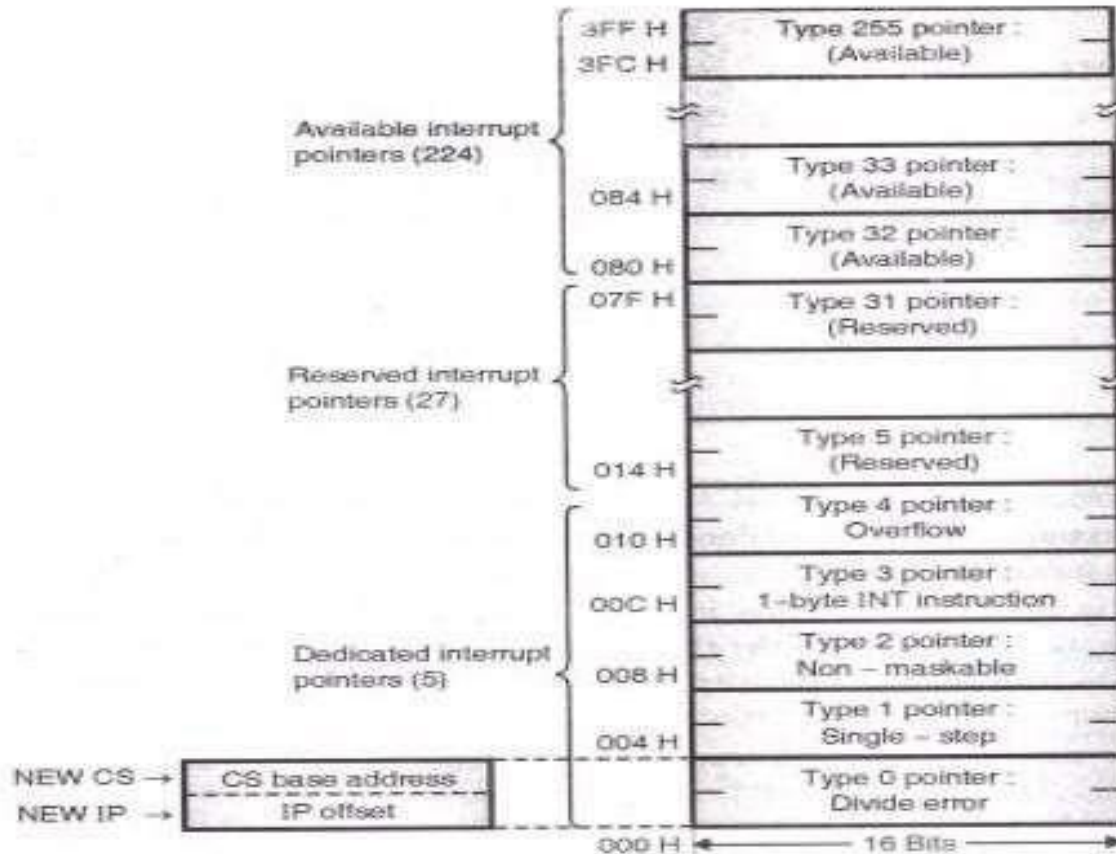 3FF H
Type 255 pointer :
(Available)
3FC H
Available interrupt
pointers (224)
Type 33 pointer :
(Available)
084 H
Type 32 pointer :
(Available)
080 H
07F H
Type 31 pointer :
(Reserved)
Reserved interrupt
pointers (27)
Type 5 pointer :
(Reserved)
014 H
Type 4 pointer :
Overflow
010 H
Type 3 pointer :
1-byte INT instruction
00C H
Dedicated interrupt
pointers (5)
Type 2 pointer :
Non – maskable
008 H
Type 1 pointer :
Single – step
004 H
NEW CS → CS base address
NEW IP → IP offset
Type 0 pointer :
Divide error
000 H
16 Bits